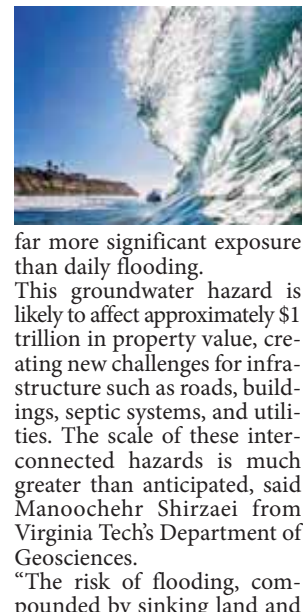 far more significant exposure
than daily flooding.
This groundwater hazard is
likely to affect approximately $1
trillion in property value, cre-
ating new challenges for infra-
structure such as roads, build-
ings, septic systems, and utili-
ties. The scale of these inter-
connected hazards is much
greater than anticipated, said
Manoochehr Shirzaei from
Virginia Tech's Department of
Geosciences.
“The risk of flooding, com-
pounded by sinking land and